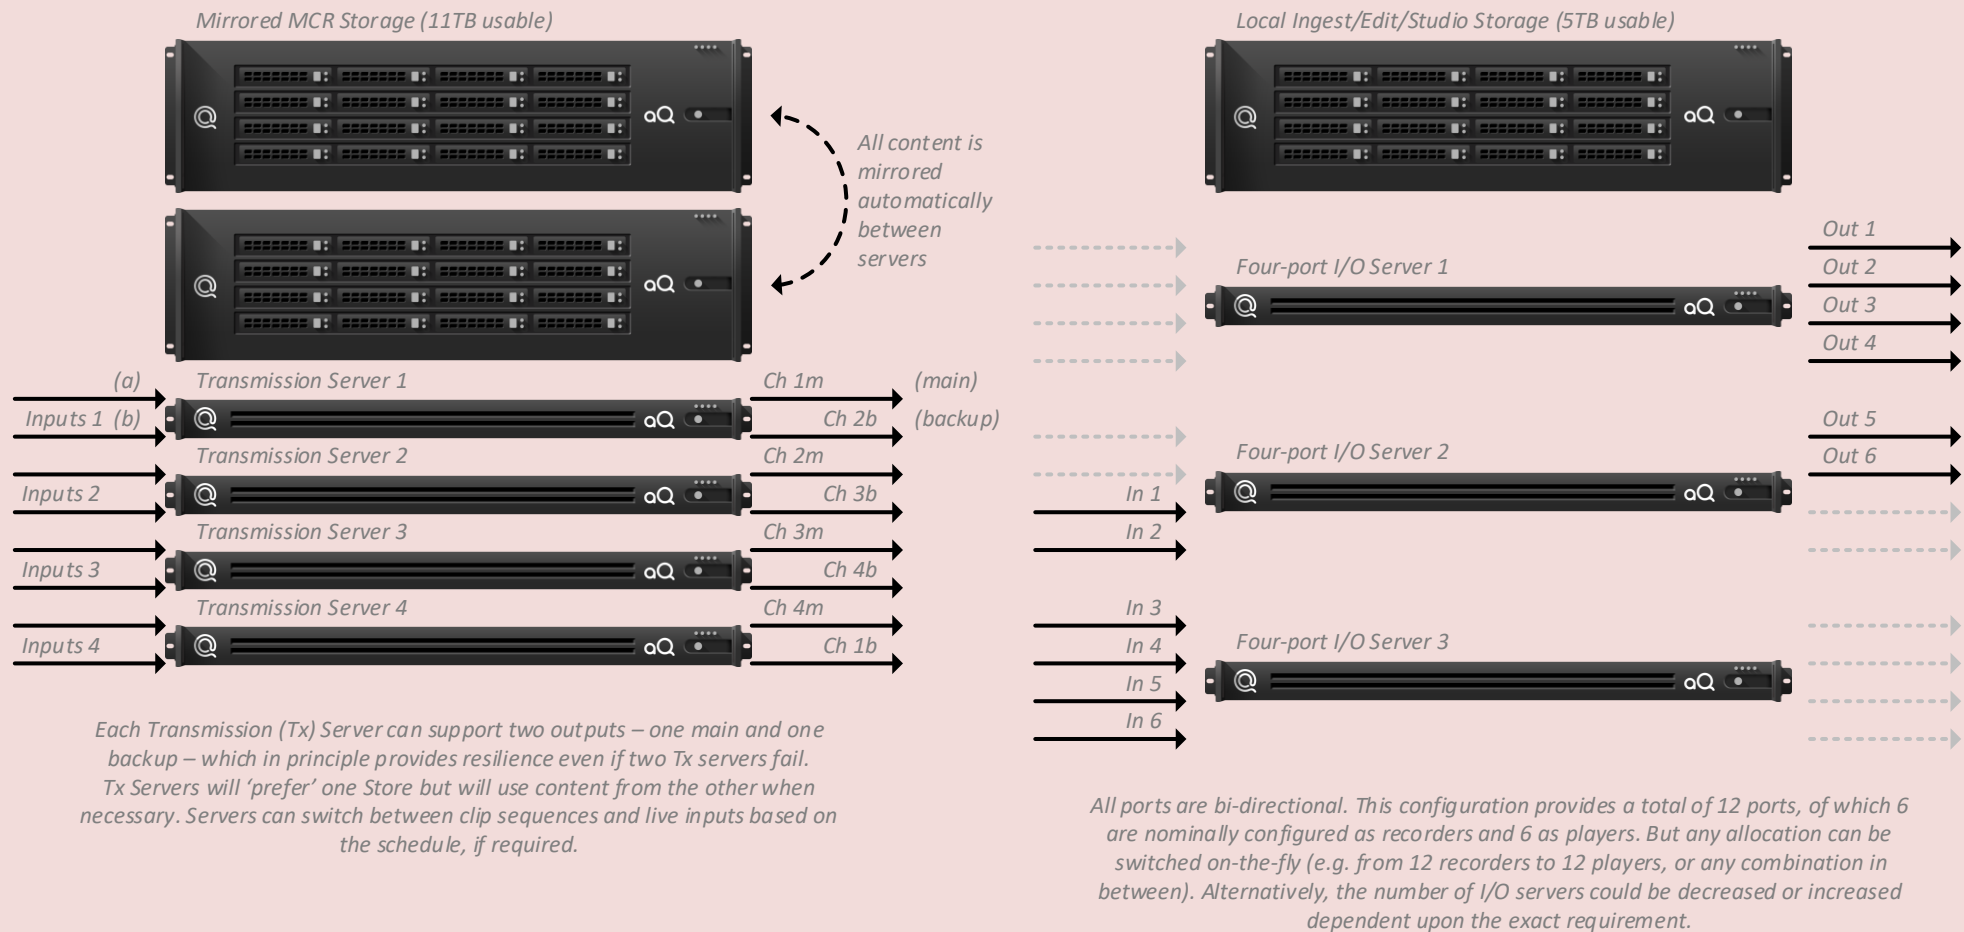 Mirrored MCR Storage (11TB usable)
aQ
aQ
All content is
mirrored
automatically
between
servers
(a)
Transmission Server 1
Ch 1m
(main)
Inputs 1 (b)
aQ
Ch 2b
(backup)
Transmission Server 2
Ch 2m
Inputs 2
aQ
Ch 3b
Transmission Server 3
Ch 3m
Inputs 3
aQ
Ch 4b
Transmission Server 4
Ch 4m
Inputs 4
aQ
Ch 1b
Each Transmission (Tx) Server can support two outputs – one main and one
backup – which in principle provides resilience even if two Tx servers fail.
Tx Servers will ‘prefer’ one Store but will use content from the other when
necessary. Servers can switch between clip sequences and live inputs based on
the schedule, if required.
Local Ingest/Edit/Studio Storage (5TB usable)
aQ
Out 1
Four-port I/O Server 1
Out 2
aQ
Out 3
Out 4
Out 5
Four-port I/O Server 2
Out 6
In 1
aQ
In 2
In 3
Four-port I/O Server 3
In 4
In 5
aQ
In 6
All ports are bi-directional. This configuration provides a total of 12 ports, of which 6
are nominally configured as recorders and 6 as players. But any allocation can be
switched on-the-fly (e.g. from 12 recorders to 12 players, or any combination in
between). Alternatively, the number of I/O servers could be decreased or increased
dependent upon the exact requirement.